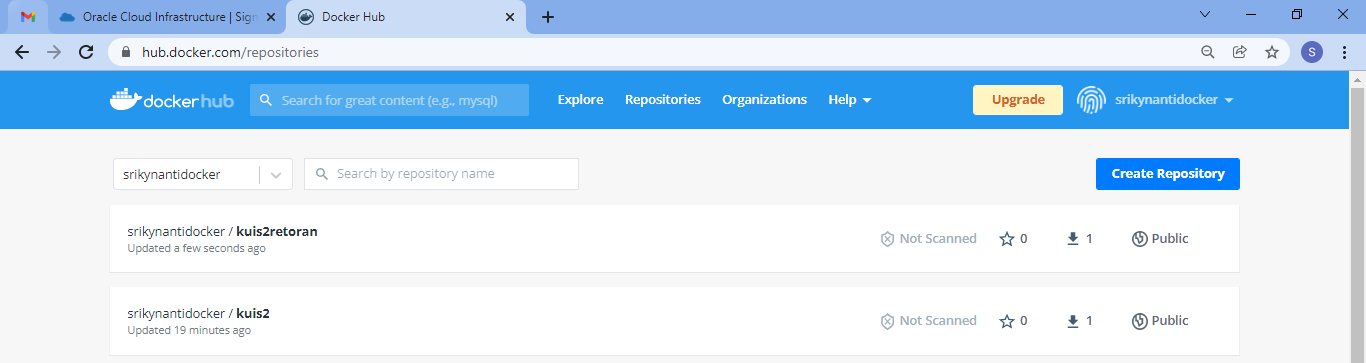 Oracle Cloud Infrastructure | Sign
Docker Hub
hub.docker.com/repositories
S
docker hub
Search for great content (e.g., mysql)
Explore
Repositories
Organizations
Help
Upgrade
srikynantidocker
srikynantidocker
Search by repository name
Create Repository
srikynantidocker / kuis2retoran
Updated a few seconds ago
Not Scanned
0
1
Public
srikynantidocker / kuis2
Updated 19 minutes ago
Not Scanned
0
1
Public